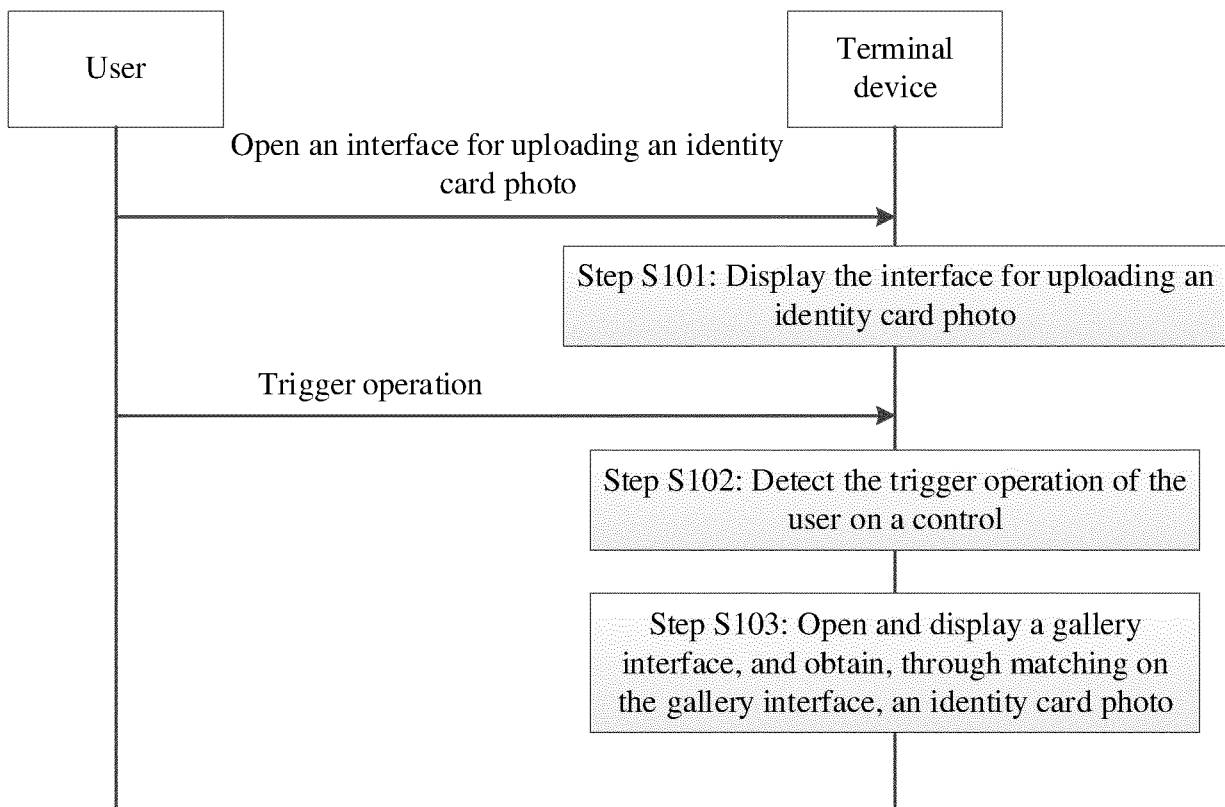 User
Terminal
device
Open an interface for uploading an identity
card photo
Step S101: Display the interface for uploading an
identity card photo
Trigger operation
Step S102: Detect the trigger operation of the
user on a control
Step S103: Open and display a gallery
interface, and obtain, through matching on
the gallery interface, an identity card photo